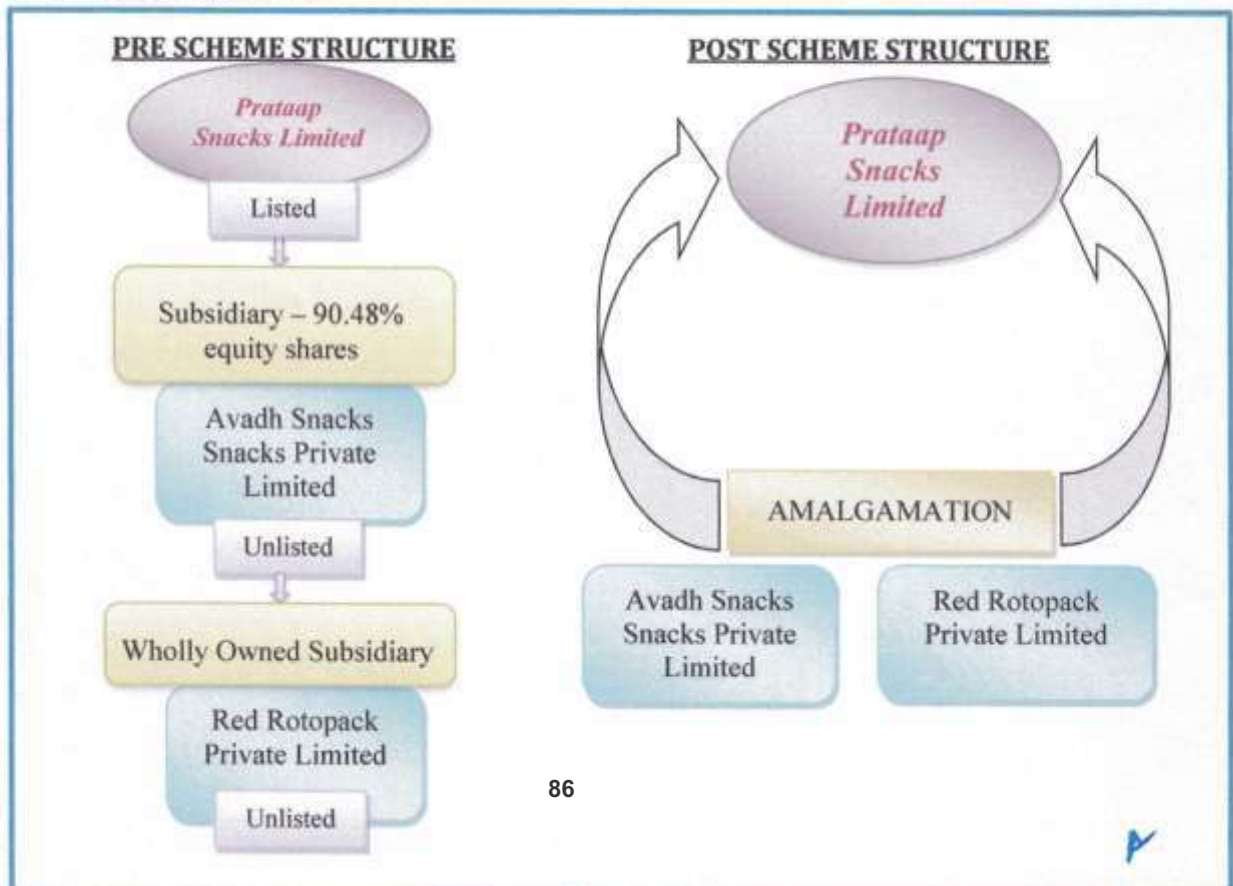 PRE SCHEME STRUCTURE
Prataap
Snacks Limited
Listed
Subsidiary – 90.48%
equity shares
Avadh Snacks
Snacks Private
Limited
Unlisted
Wholly Owned Subsidiary
Red Rotopack
Private Limited
Unlisted
POST SCHEME STRUCTURE
Prataap
Snacks
Limited
AMALGAMATION
Avadh Snacks
Snacks Private
Limited
Red Rotopack
Private Limited
86